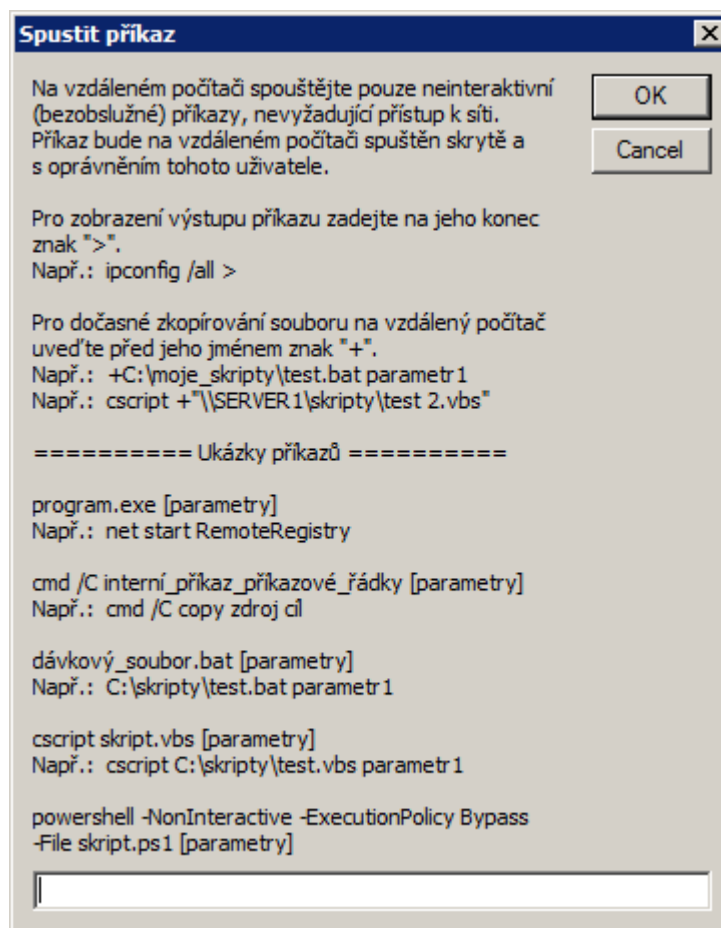 Spustit příkaz
Na vzdáleném počítači spouštějte pouze neinteraktivní
(bezobslužné) příkazy, nevyžadující přístup k síti.
Příkaz bude na vzdáleném počítači spuštěn skrytě a
s oprávněním tohoto uživatele.
OK
Cancel
Pro zobrazení výstupu příkazu zadejte na jeho konec
znak ">".
Např.: ipconfig /all >
Pro dočasné zkopírování souboru na vzdálený počítač
uveďte před jeho jménem znak "+".
Např.: +C:\moje_skripty\test.bat parametr1
Např.: cscript +"\\SERVER1\skripty\test 2.vbs"
========== Ukázky příkazů ==========
program.exe [parametry]
Např.: net start RemoteRegistry
cmd /C interní_příkaz_příkazové_řádky [parametry]
Např.: cmd /C copy zdroj cíl
dávkový_soubor.bat [parametry]
Např.: C:\skripty\test.bat parametr1
cscript skript.vbs [parametry]
Např.: cscript C:\skripty\test.vbs parametr1
powershell -NonInteractive -ExecutionPolicy Bypass
-File skript.ps1 [parametry]